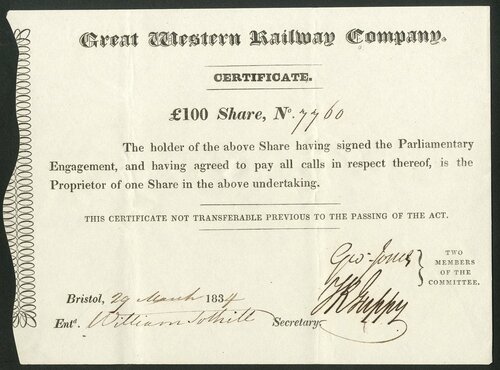 Great Western Railway Company.
CERTIFICATE.
£100 Share, No. 7760
The holder of the above Share having signed the Parliamentary
Engagement, and having agreed to pay all calls in respect thereof, is the
Proprietor of one Share in the above undertaking.
THIS CERTIFICATE NOT TRANSFERABLE PREVIOUS TO THE PASSING OF THE ACT.
Geo. Jones
T R Guppy
TWO
MEMBERS
OF THE
COMMITTEE.
Bristol, 29 March 1834
Entd. William Tothill Secretary.